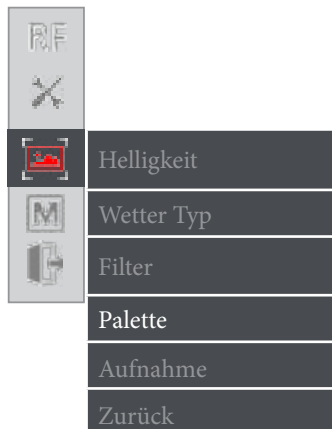 RF
Helligkeit
M
Wetter Typ
Filter
Palette
Aufnahme
Zurück